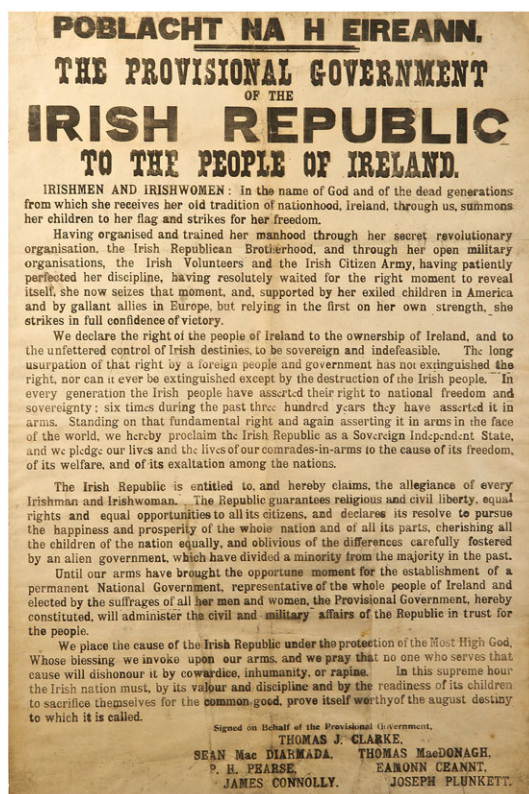 POBLACHT NA H EIREANN.
THE PROVISIONAL GOVERNMENT
OF THE
IRISH REPUBLIC
TO THE PEOPLE OF IRELAND.
IRISHMEN AND IRISHWOMEN : In the name of God and of the dead generations
from which she receives her old tradition of nationhood, Ireland, through us, summons
her children to her flag and strikes for her freedom.
Having organised and trained her manhood through her secret revolutionary
organisation, the Irish Republican Brotherhood, and through her open military
organisations, the Irish Volunteers and the Irish Citizen Army, having patiently
perfected her discipline, having resolutely waited for the right moment to reveal
itself, she now seizes that moment, and, supported by her exiled children in America
and by gallant allies in Europe, but relying in the first on her own strength, she
strikes in full confidence of victory.
We declare the right of the people of Ireland to the ownership of Ireland, and to
the unfettered control of Irish destinies, to be sovereign and indefeasible. The long
usurpation of that right by a foreign people and government has not extinguished the
right, nor can it ever be extinguished except by the destruction of the Irish people. In
every generation the Irish people have asserted their right to national freedom and
sovereignty ; six times during the past three hundred years they have asserted it in
arms. Standing on that fundamental right and again asserting it in arms in the face
of the world, we hereby proclaim the Irish Republic as a Sovereign Independent State,
and we pledge our lives and the lives of our comrades-in-arms to the cause of its freedom,
of its welfare, and of its exaltation among the nations.
The Irish Republic is entitled to, and hereby claims, the allegiance of every
Irishman and Irishwoman. The Republic guarantees religious and civil liberty, equal
rights and equal opportunities to all its citizens, and declares its resolve to pursue
the happiness and prosperity of the whole nation and of all its parts, cherishing all
the children of the nation equally, and oblivious of the differences carefully fostered
by an alien government, which have divided a minority from the majority in the past.
Until our arms have brought the opportune moment for the establishment of a
permanent National Government, representative of the whole people of Ireland and
elected by the suffrages of all her men and women, the Provisional Government, hereby
constituted, will administer the civil and military affairs of the Republic in trust for
the people.
We place the cause of the Irish Republic under the protection of the Most High God,
Whose blessing we invoke upon our arms, and we pray that no one who serves that
cause will dishonour it by cowardice, inhumanity, or rapine. In this supreme hour
the Irish nation must, by its valour and discipline and by the readiness of its children
to sacrifice themselves for the common good, prove itself worthy of the august destiny
to which it is called.
Signed on Behalf of the Provisional Government,
THOMAS J. CLARKE,
SEAN Mac DIARMADA, THOMAS MacDONAGH,
P. H. PEARSE, EAMONN CEANNT,
JAMES CONNOLLY. JOSEPH PLUNKETT.